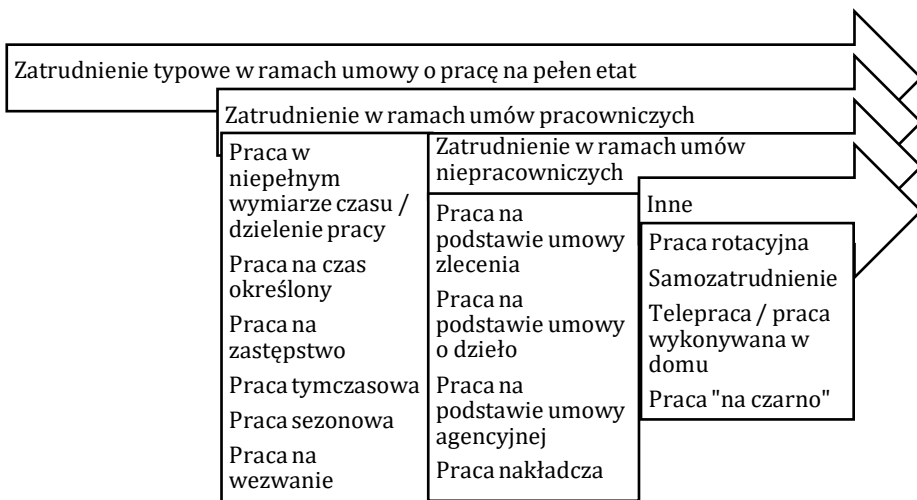 Zatrudnienie typowe w ramach umowy o pracę na pełen etat
Zatrudnienie w ramach umów pracowniczych
Praca w
niepełnym
wymiarze czasu /
dzielenie pracy
Praca na czas
określony
Praca na
zastępstwo
Praca tymczasowa
Praca sezonowa
Praca na
wezwanie
Zatrudnienie w ramach umów
niepracowniczych
Praca na
podstawie umowy
zlecenia
Praca na
podstawie umowy
o dzieło
Praca na
podstawie umowy
agencyjnej
Praca nakładcza
Inne
Praca rotacyjna
Samozatrudnienie
Telepraca / praca
wykonywana w
domu
Praca "na czarno"